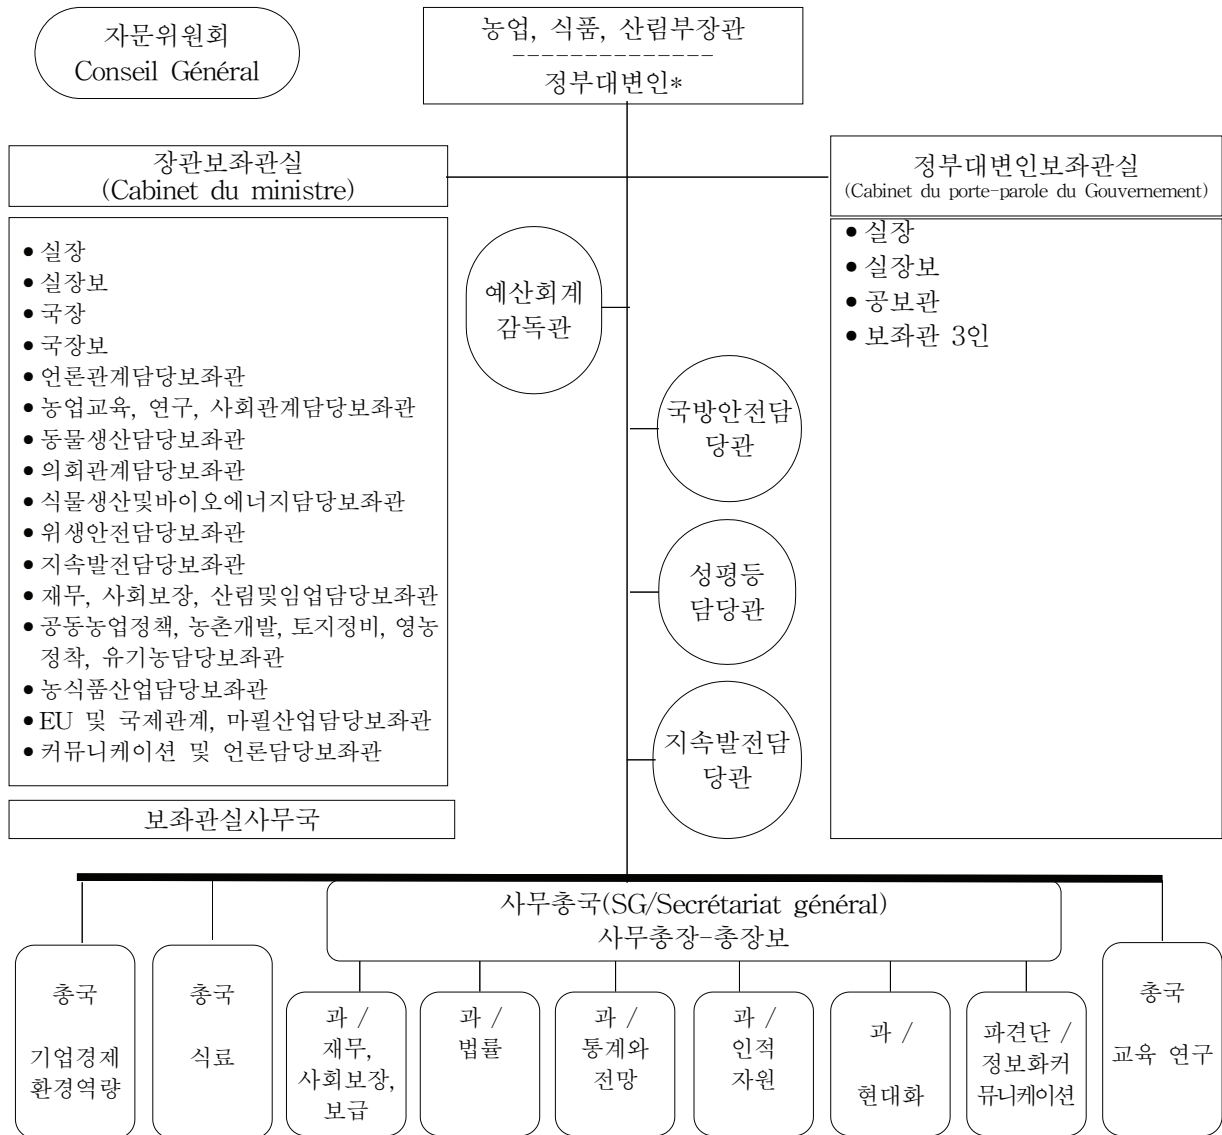 자문위원회
Conseil Général
농업, 식품, 산림부장관
--------------
정부대변인*
장관보좌관실
(Cabinet du ministre)
정부대변인보좌관실
(Cabinet du porte-parole du Gouvernement)
• 실장
• 실장보
• 국장
• 국장보
• 언론관계담당보좌관
• 농업교육, 연구, 사회관계담당보좌관
• 동물생산담당보좌관
• 의회관계담당보좌관
• 식물생산및바이오에너지담당보좌관
• 위생안전담당보좌관
• 지속발전담당보좌관
• 재무, 사회보장, 산림및임업담당보좌관
• 공동농업정책, 농촌개발, 토지정비, 영농
정착, 유기농담당보좌관
• 농식품산업담당보좌관
• EU 및 국제관계, 마필산업담당보좌관
• 커뮤니케이션 및 언론담당보좌관
보좌관실사무국
예산회계
감독관
국방안전담
당관
성평등
담당관
지속발전담
당관
• 실장
• 실장보
• 공보관
• 보좌관 3인
사무총국(SG/Secrétariat général)
사무총장-총장보
총국
기업경제
환경역량
총국
식료
과 /
재무,
사회보장,
보급
과 /
법률
과 /
통계와
전망
과 /
인적
자원
과 /
현대화
파견단 /
정보화커
뮤니케이션
총국
교육 연구